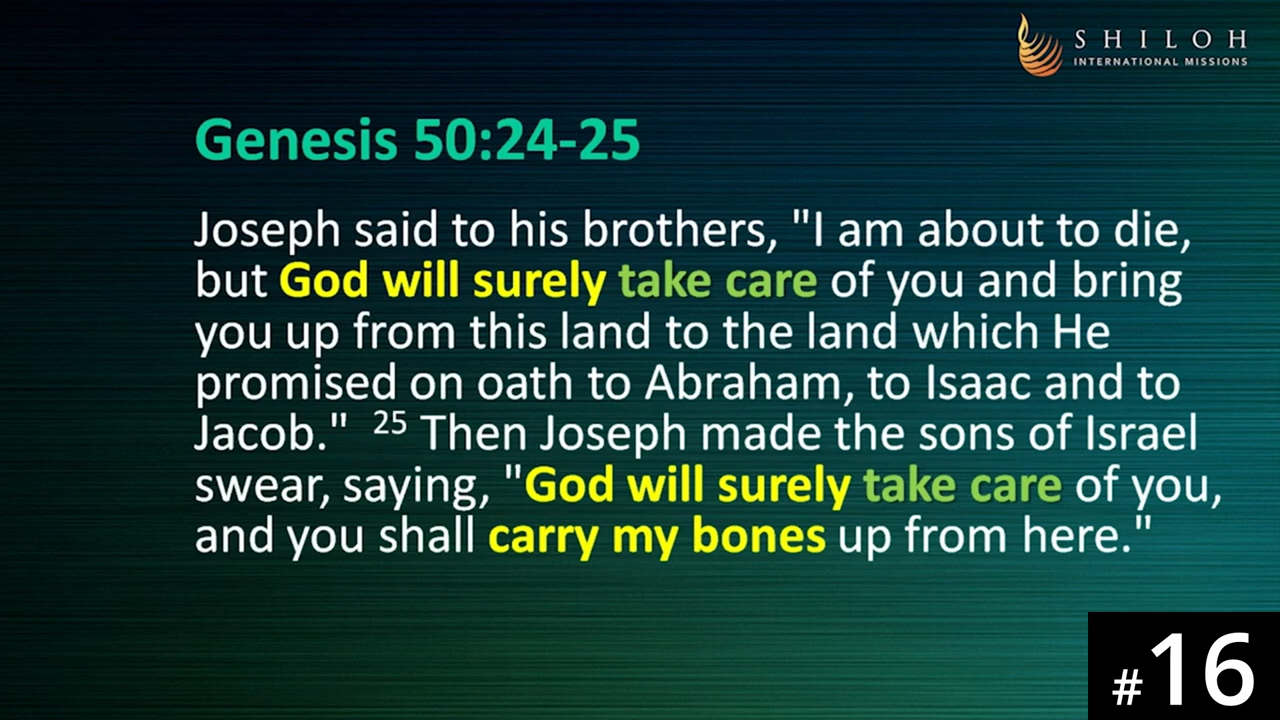 SHILOH
INTERNATIONAL MISSIONS
Genesis 50:24-25
Joseph said to his brothers, "I am about to die,
but God will surely take care of you and bring
you up from this land to the land which He
promised on oath to Abraham, to Isaac and to
Jacob." 25 Then Joseph made the sons of Israel
swear, saying, "God will surely take care of you,
and you shall carry my bones up from here."
#16